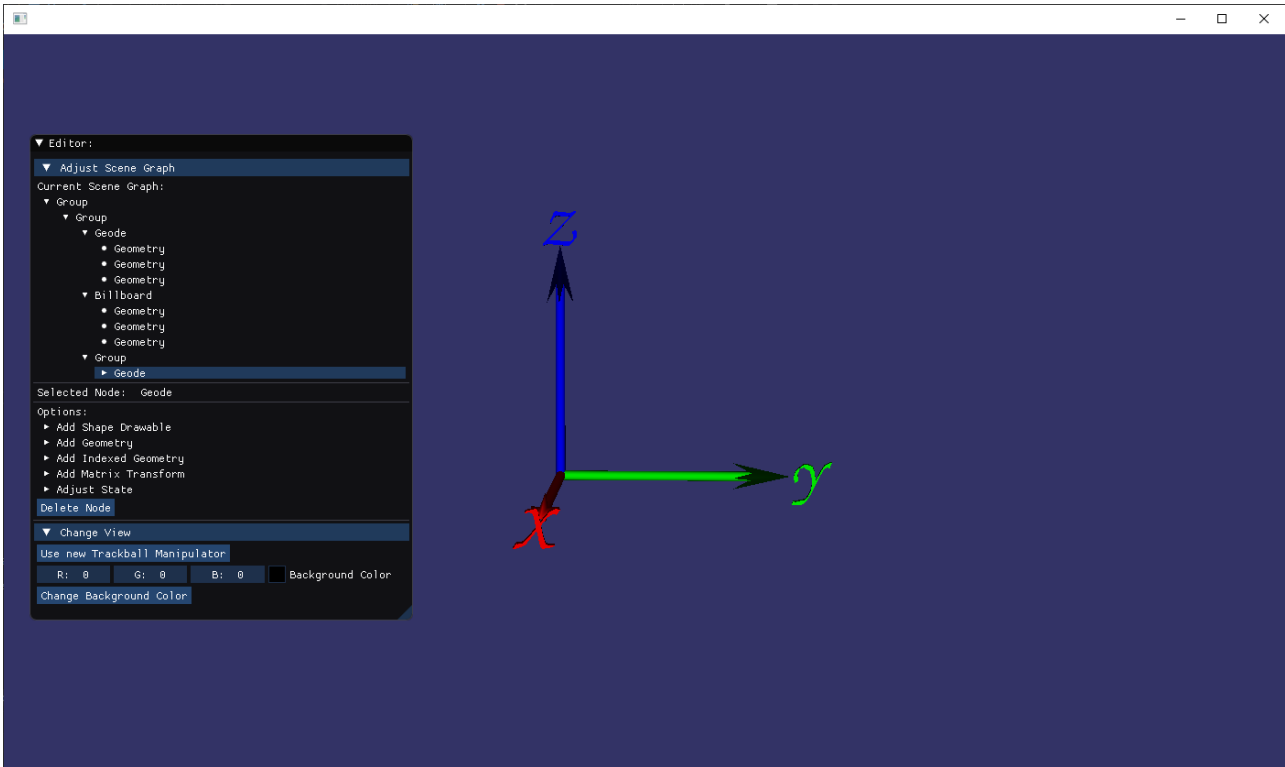 Editor:
Adjust Scene Graph
Current Scene Graph:
Group
Group
Geode
Geometry
Geometry
Geometry
Billboard
Geometry
Geometry
Geometry
Group
Geode
Selected Node: Geode
Options:
Add Shape Drawable
Add Geometry
Add Indexed Geometry
Add Matrix Transform
Adjust State
Delete Node
Change View
Use new Trackball Manipulator
R: 0 G: 0 B: 0 Background Color
Change Background Color
Z
Y
X